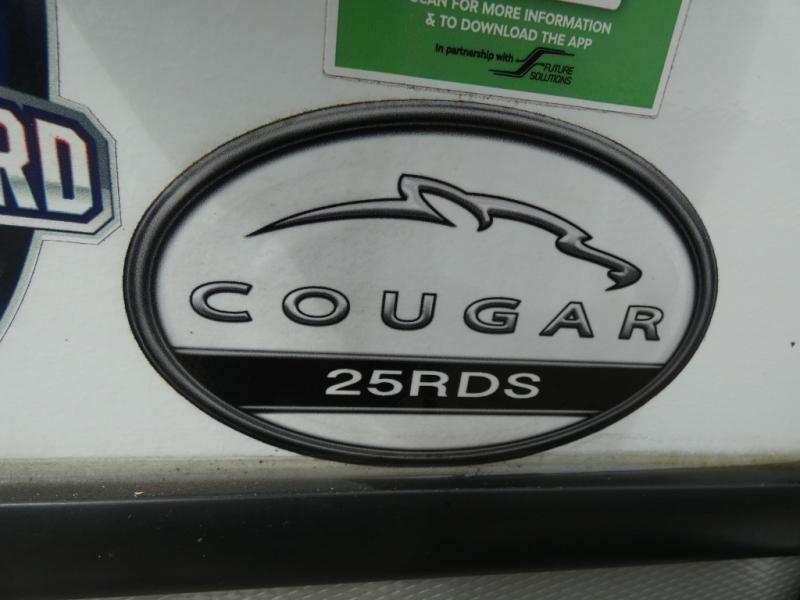 SCAN FOR MORE INFORMATION
& TO DOWNLOAD THE APP
In partnership with
FUTURE
SOLUTIONS
RD
COUGAR
25RDS